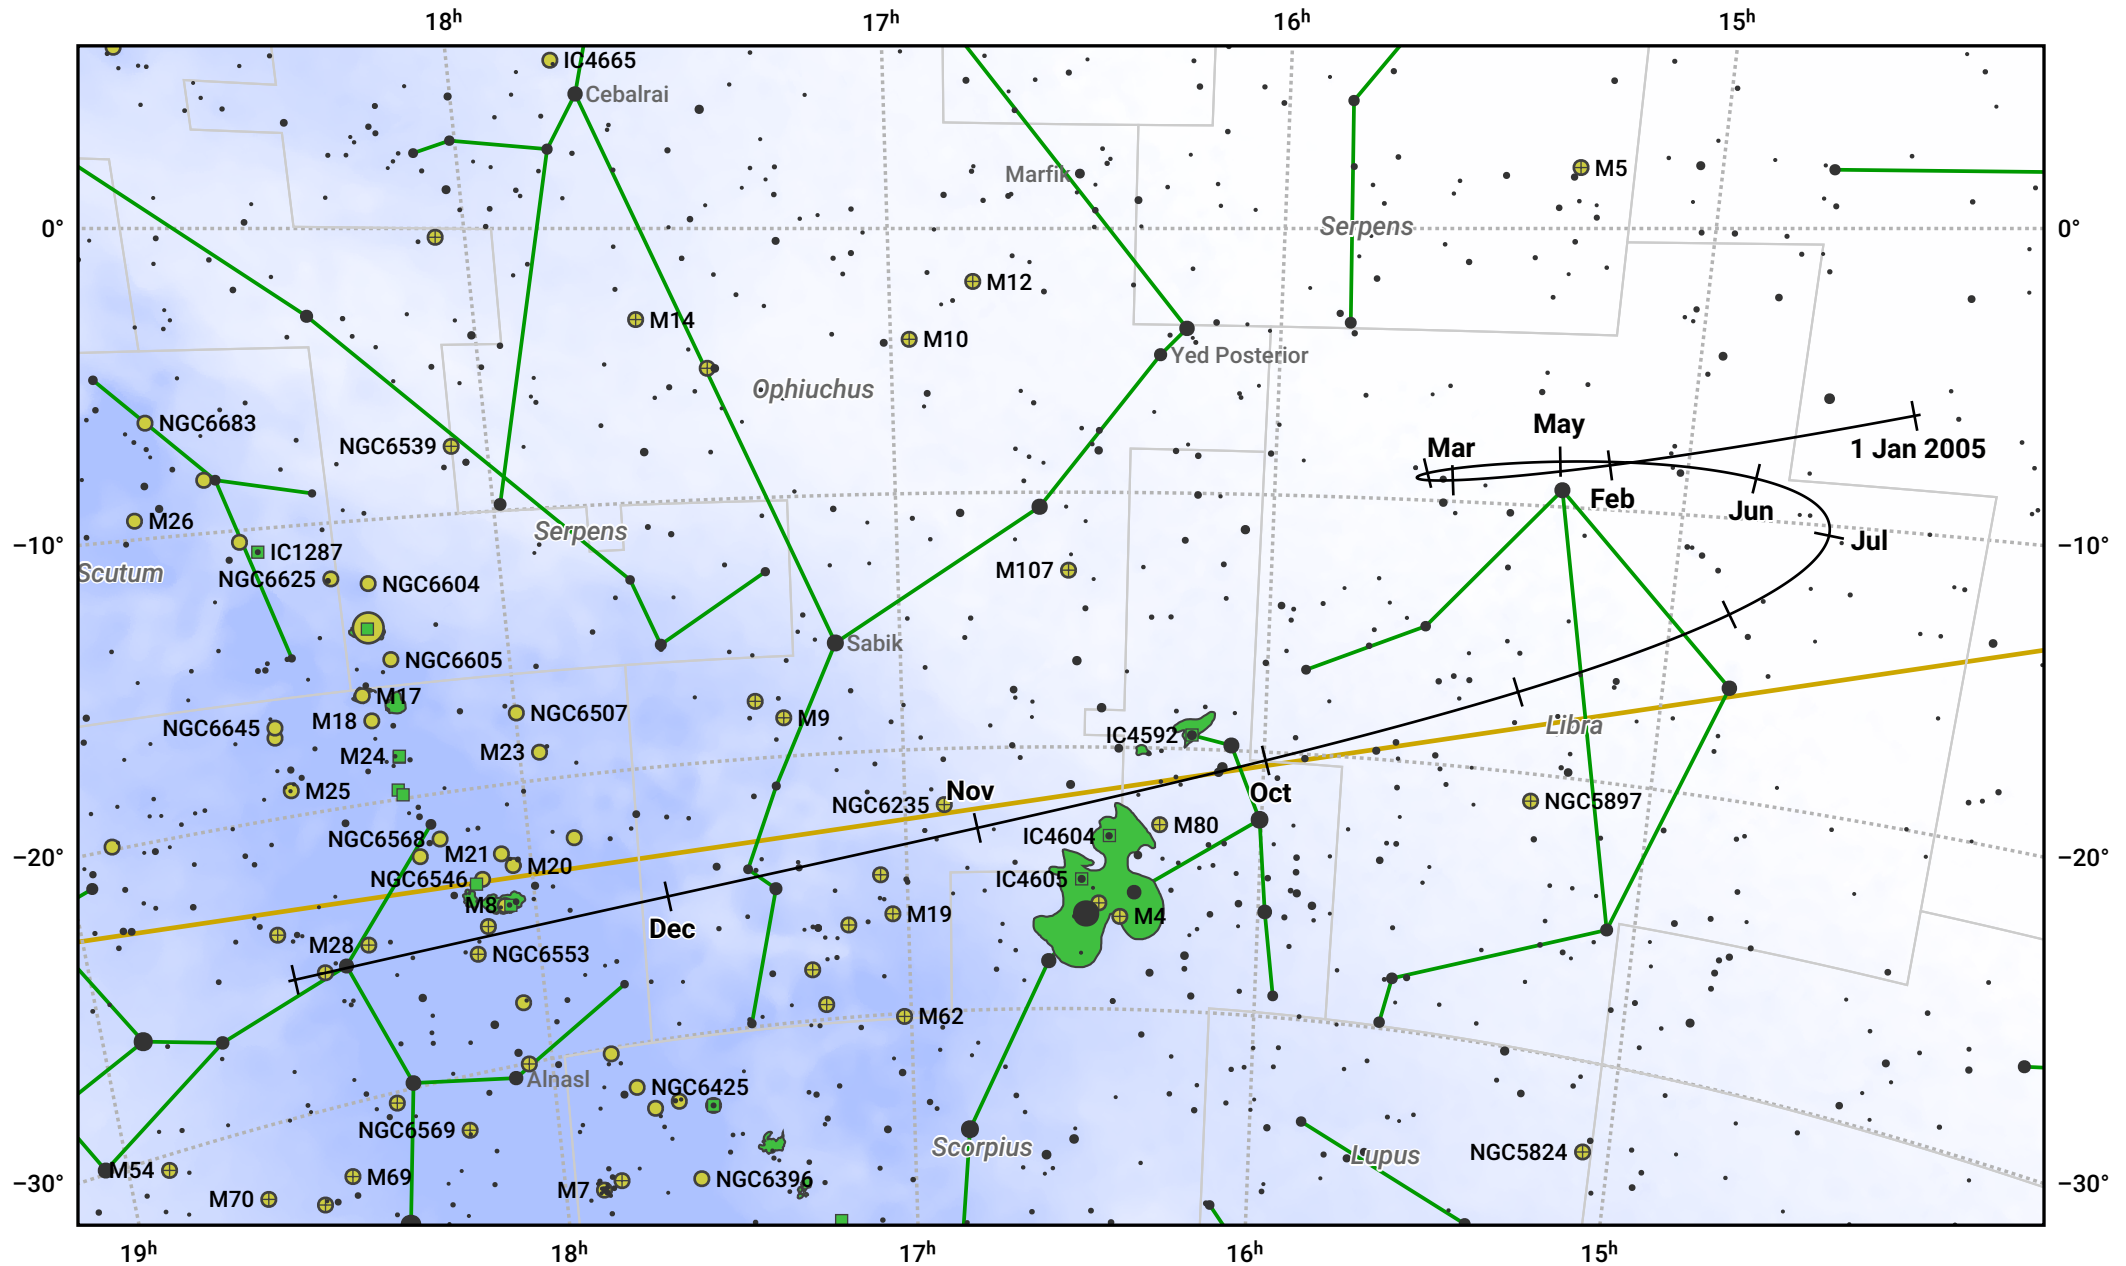 18h 17h 16h 15h
IC4665
Cebalrai
Marfik
M5
0° Serpens 0°
M12
M14
M10
Yed Posterior
Ophiuchus
NGC6683
May
NGC6539
Mar
1 Jan 2005
Feb
Jun
M26
Serpens
−10° IC1287 Jul −10°
Scutum
NGC6625 NGC6604
M107
Sabik
NGC6605
M17
NGC6645 M18 NGC6507 M9
Libra
IC4592
M24 M23
M25 Nov Oct
NGC6235 NGC5897
M80
NGC6568 IC4604
M21
−20° M20 −20°
NGC6546 IC4605
M8 M19 M4
Dec
M28
NGC6553
M62
Alnasl
NGC6425
NGC6569
Scorpius
Lupus NGC5824
M54 M69
NGC6396
−30° M70 M7 −30°
19h 18h 17h 16h 15h